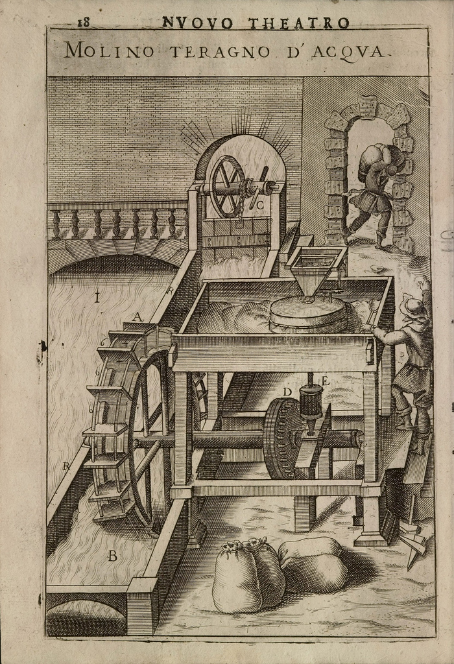 18 NVOVO THEATRO
MOLINO TERAGNO D'ACQVA.
C
I
A
D E
B
B